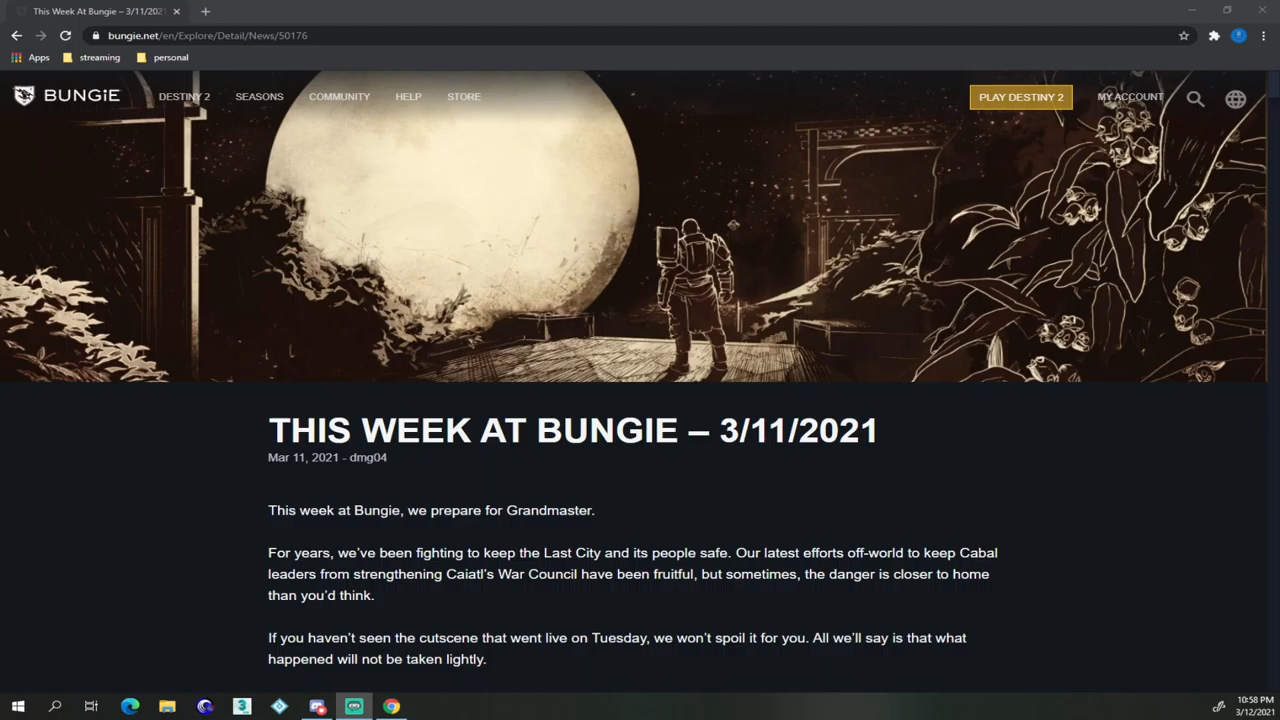 This Week At Bungie – 3/11/202
bungie.net/en/Explore/Detail/News/50176
Apps streaming personal
BUNGiE DESTINY 2 SEASONS COMMUNITY HELP STORE PLAY DESTINY 2 MY ACCOUNT
THIS WEEK AT BUNGIE – 3/11/2021
Mar 11, 2021 - dmg04
This week at Bungie, we prepare for Grandmaster.
For years, we’ve been fighting to keep the Last City and its people safe. Our latest efforts off-world to keep Cabal
leaders from strengthening Caiatl’s War Council have been fruitful, but sometimes, the danger is closer to home
than you’d think.
If you haven’t seen the cutscene that went live on Tuesday, we won’t spoil it for you. All we’ll say is that what
happened will not be taken lightly.
10:58 PM
3/12/2021